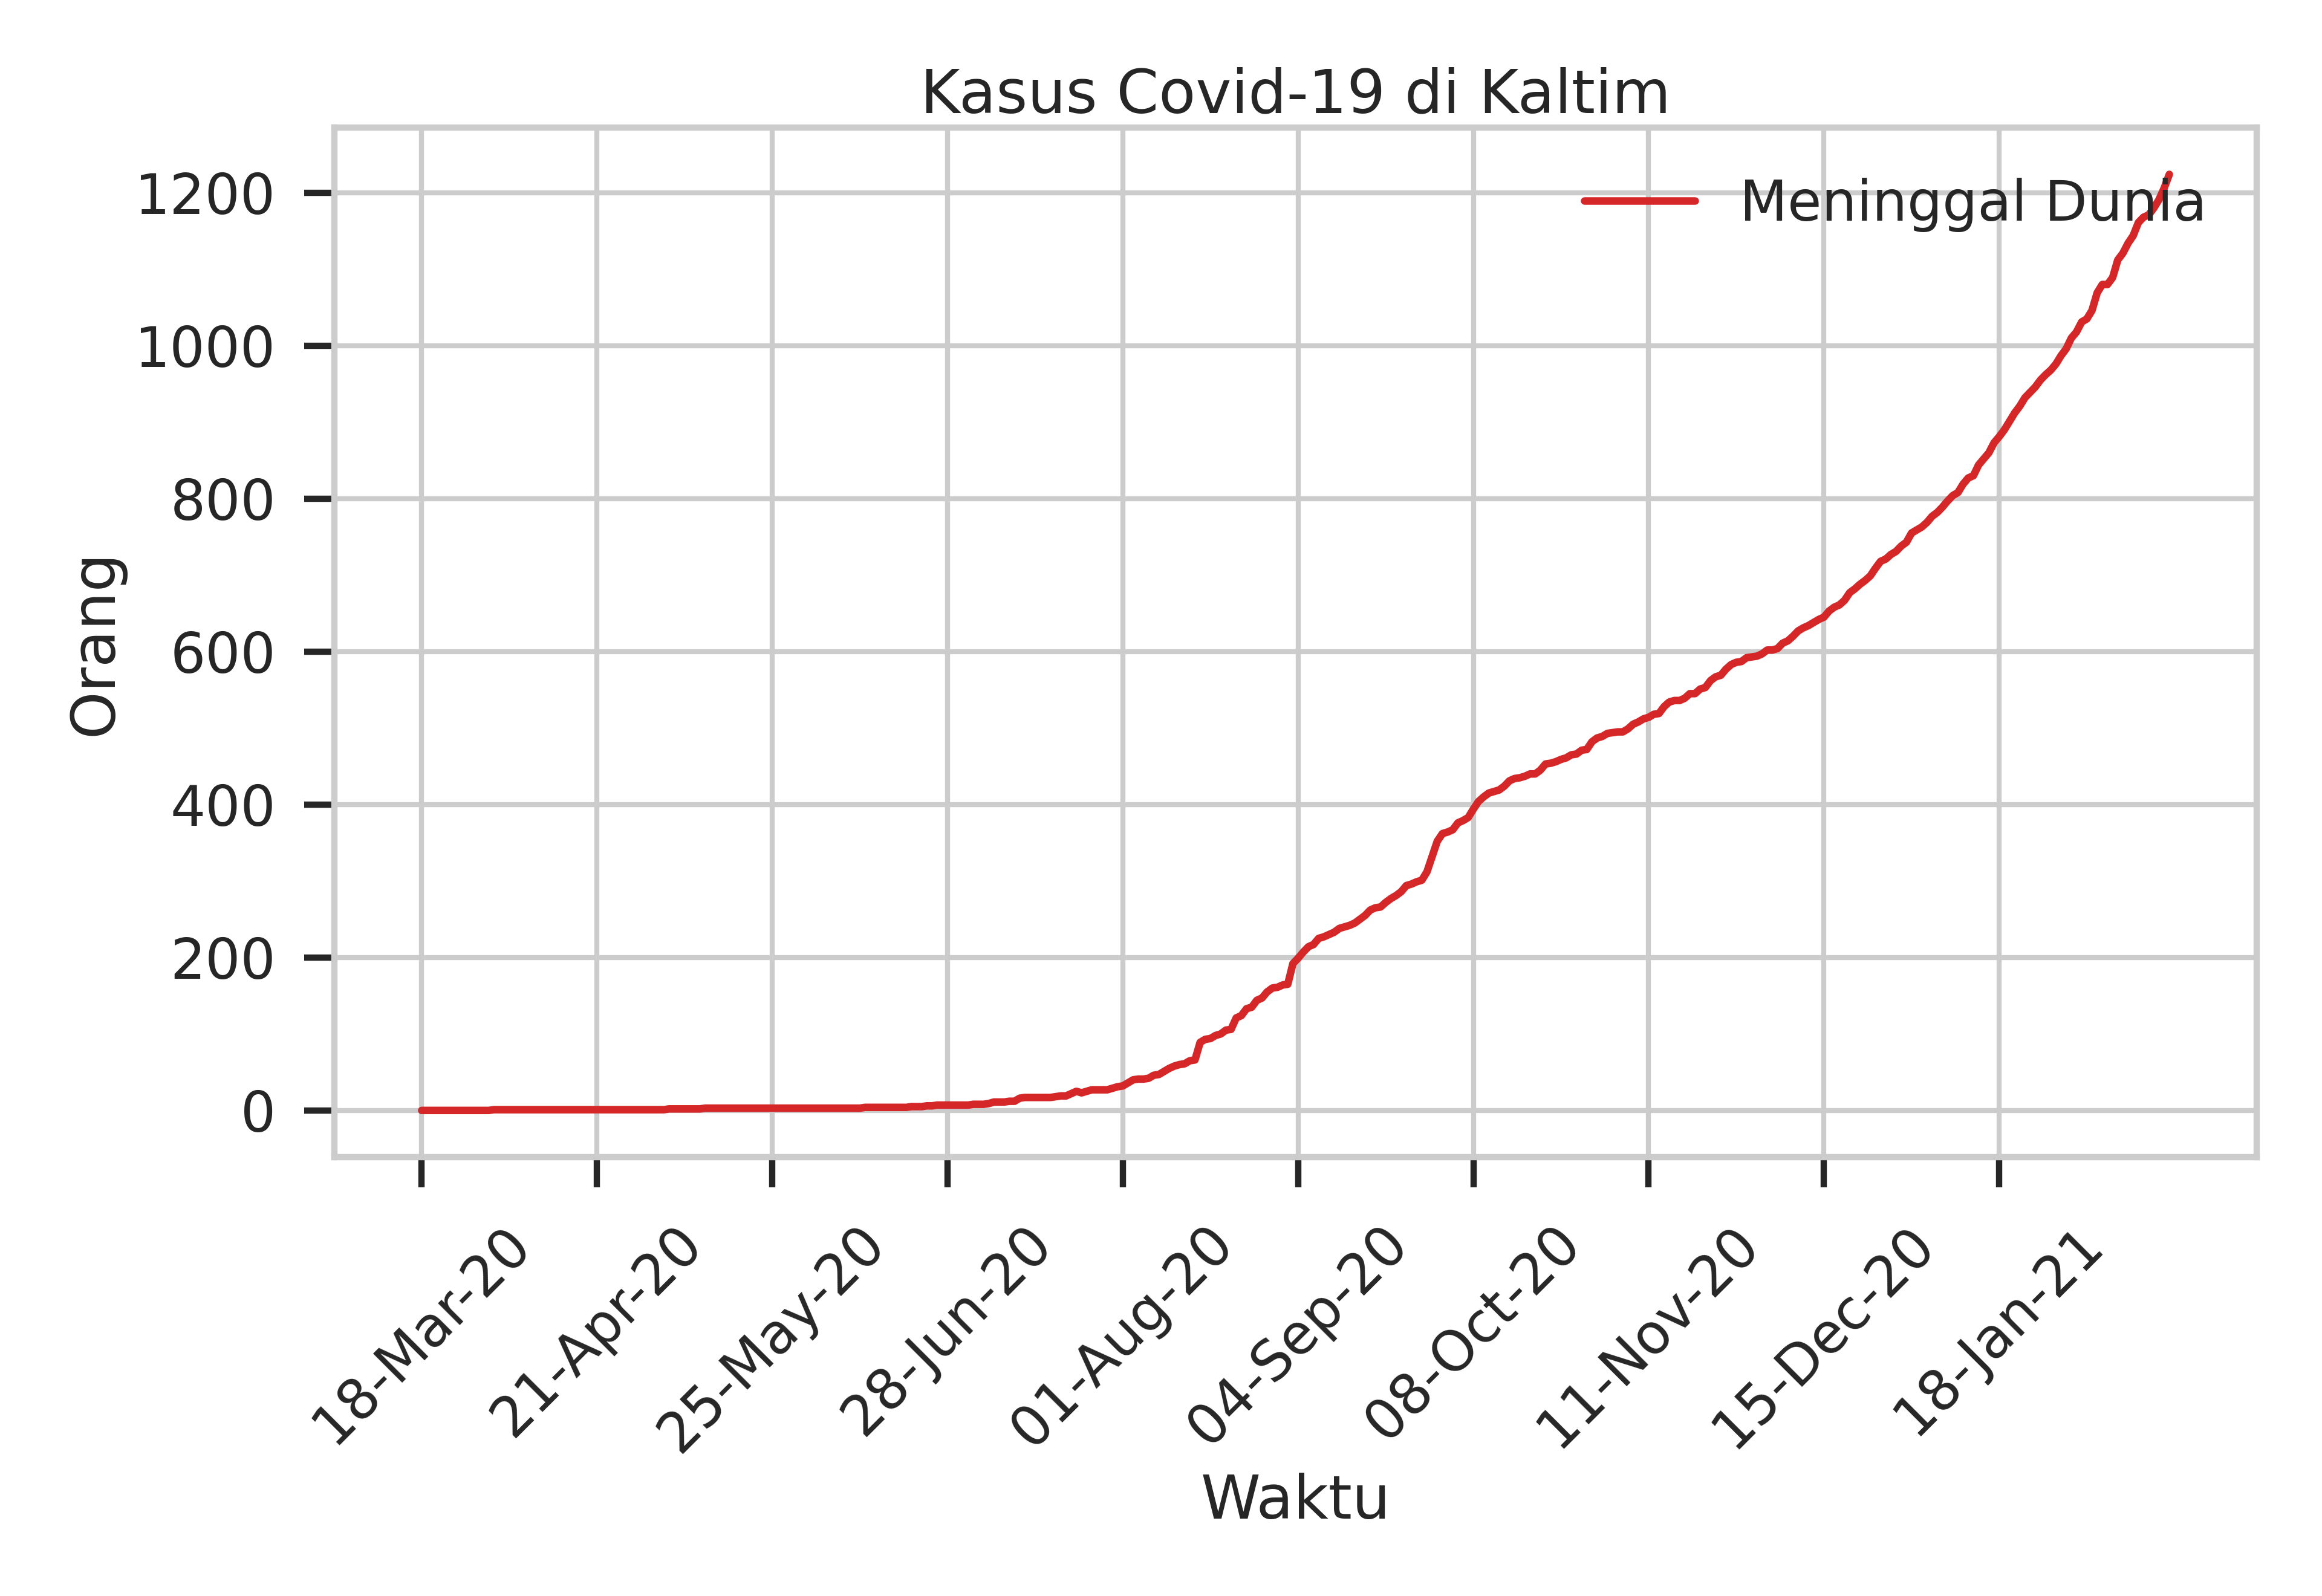 Kasus Covid-19 di Kaltim
Meninggal Dunia
1200
1000
800
600
400
200
0
Orang
18-Mar-20
21-Apr-20
25-May-20
28-Jun-20
01-Aug-20
04-Sep-20
08-Oct-20
11-Nov-20
15-Dec-20
18-Jan-21
Waktu